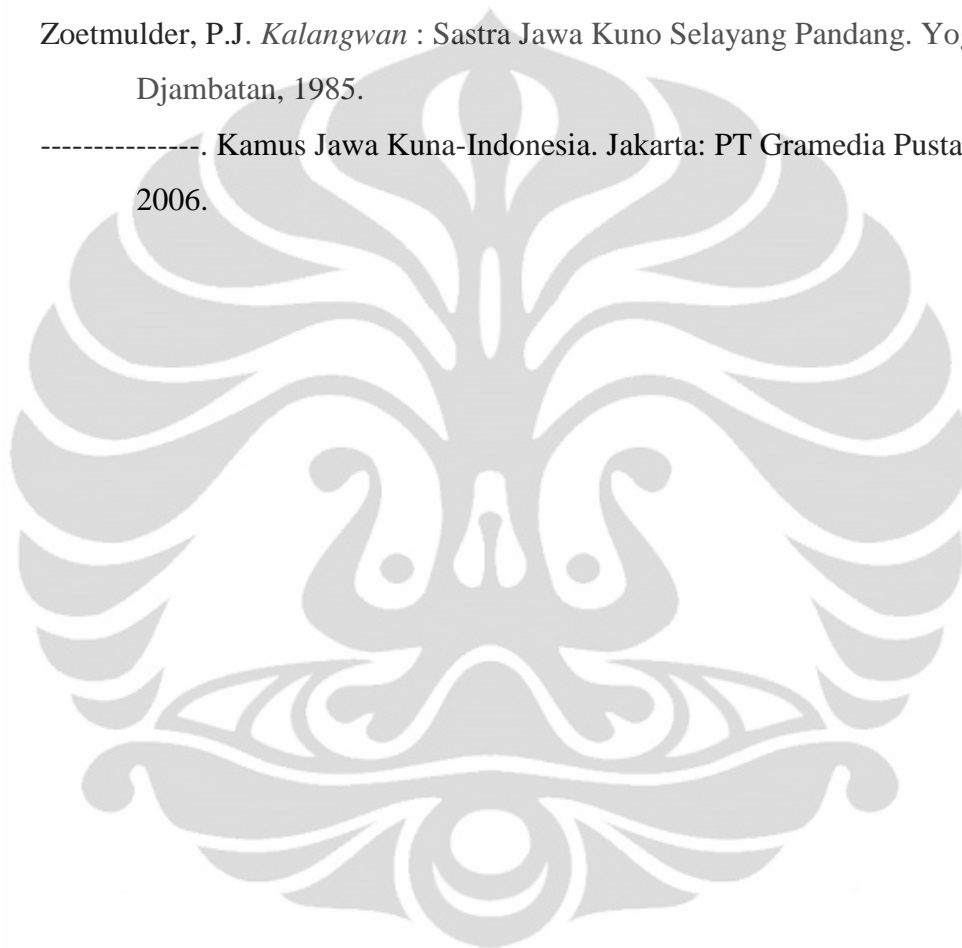 Zoetmulder, P.J. Kalangwan : Sastra Jawa Kuno Selayang Pandang.
Djambatan, 1985.
---------------. Kamus Jawa Kuna-Indonesia. Jakarta: PT Gramedia
2006.